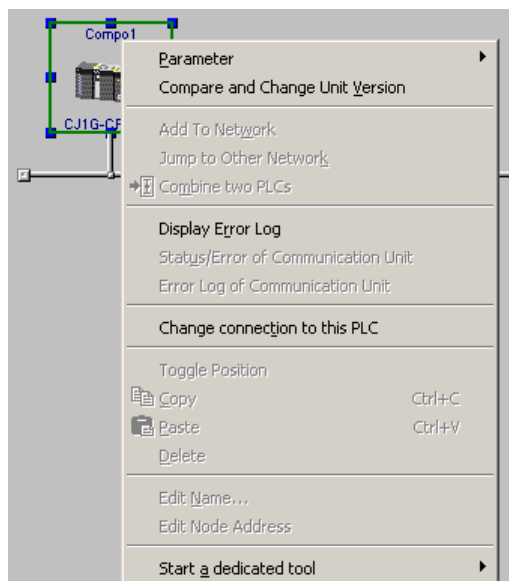 Compo1
CJ1G-CP
Parameter
Compare and Change Unit Version
Add To Network
Jump to Other Network
Combine two PLCs
Display Error Log
Status/Error of Communication Unit
Error Log of Communication Unit
Change connection to this PLC
Toggle Position
Copy Ctrl+C
Paste Ctrl+V
Delete
Edit Name...
Edit Node Address
Start a dedicated tool